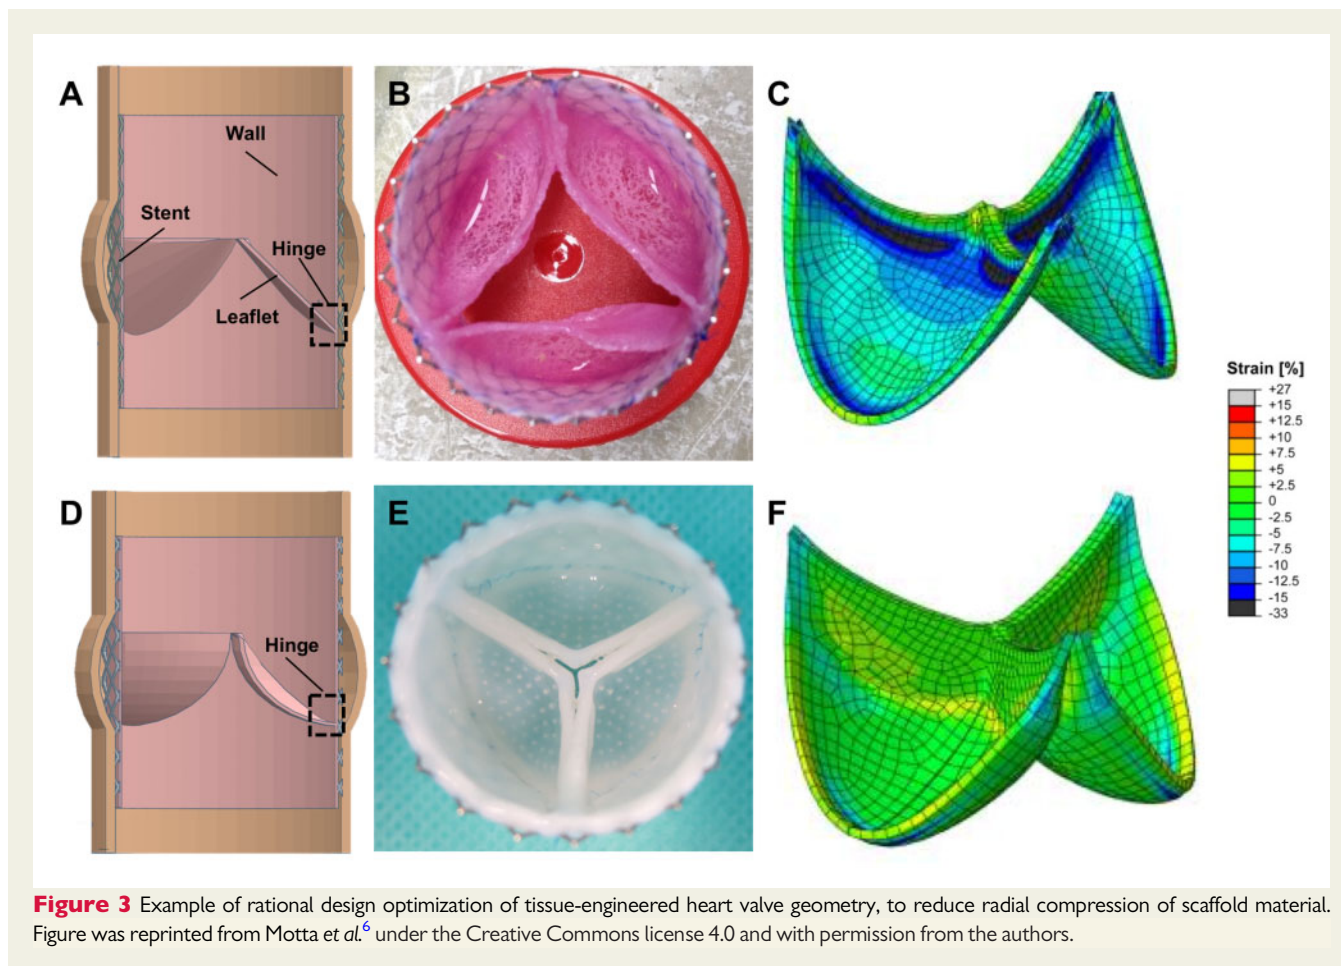 A
Wall
Stent
Hinge
Leaflet
B
C
Strain [%]
+27
+15
+12.5
+10
+7.5
+5
+2.5
0
-2.5
-5
-7.5
-10
-12.5
-15
-33
D
Hinge
E
F
Figure 3 Example of rational design optimization of tissue-engineered heart valve geometry, to reduce radial compression of scaffold material.
Figure was reprinted from Motta et al.6 under the Creative Commons license 4.0 and with permission from the authors.